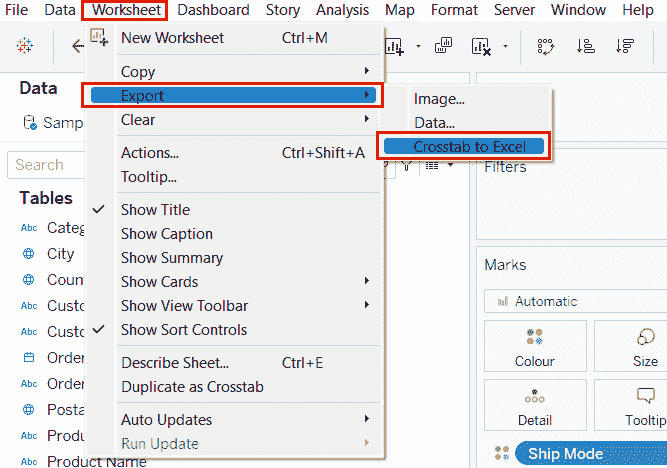 File Data Worksheet Dashboard Story Analysis Map Format Server Window Help
New Worksheet Ctrl+M
Copy
Export
Clear
Actions... Ctrl+Shift+A
Tooltip...
Show Title
Show Caption
Show Summary
Show Cards
Show View Toolbar
Show Sort Controls
Describe Sheet... Ctrl+E
Duplicate as Crosstab
Auto Updates
Run Update
Image...
Data...
Crosstab to Excel
Data
Samp
Search
Tables
Abc Categ
City
Coun
Abc Custo
Abc Custo
Order
Abc Order
Posta
Abc Produ
Abc Product Name
Filters
Marks
Automatic
Colour Size
Detail Tooltip
Ship Mode